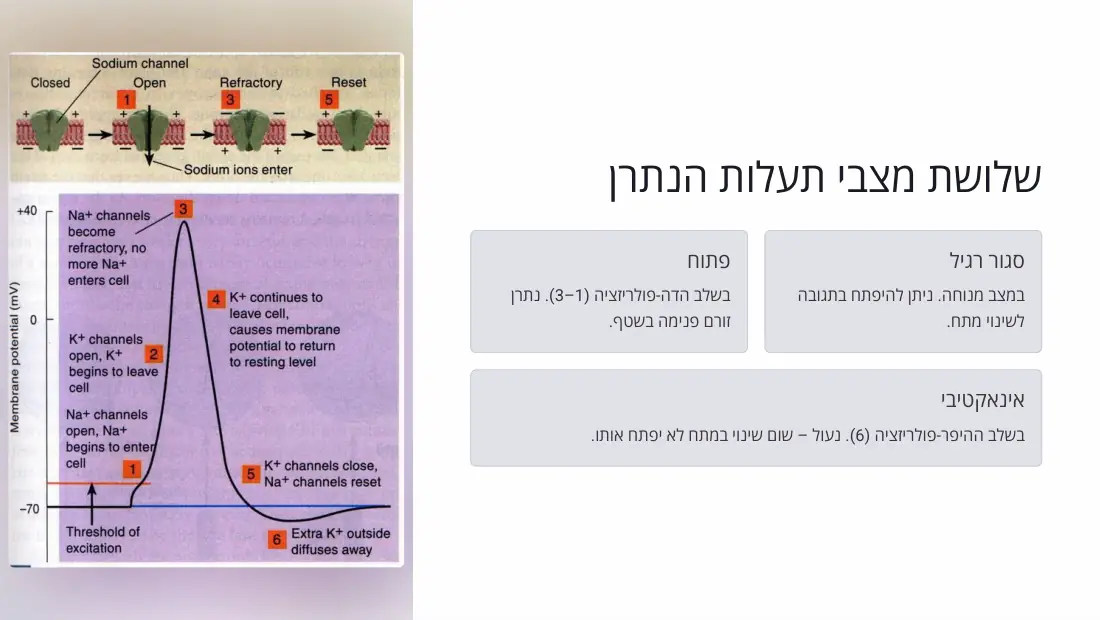 Sodium channel
Closed
Open
Refractory
Reset
1
3
5
+
+
+
+
−
−
+
+
−
−
+
+
−
−
Sodium ions enter
+40
0
−70
Membrane potential (mV)
3
Na+ channels
become
refractory, no
more Na+
enters cell
4
K+ continues to
leave cell,
causes membrane
potential to return
to resting level
K+ channels
open, K+
begins to leave
cell
2
Na+ channels
open, Na+
begins to enter
cell
1
5
K+ channels close,
Na+ channels reset
Threshold of
excitation
6
Extra K+ outside
diffuses away
שלושת מצבי תעלות הנתרן
סגור רגיל
במצב מנוחה. ניתן להיפתח בתגובה
לשינוי מתח.
פתוח
בשלב הדה-פולריזציה (1–3). נתרן
זורם פנימה בשטף.
אינאקטיבי
בשלב ההיפר-פולריזציה (6). נעול – שום שינוי במתח לא יפתח אותו.